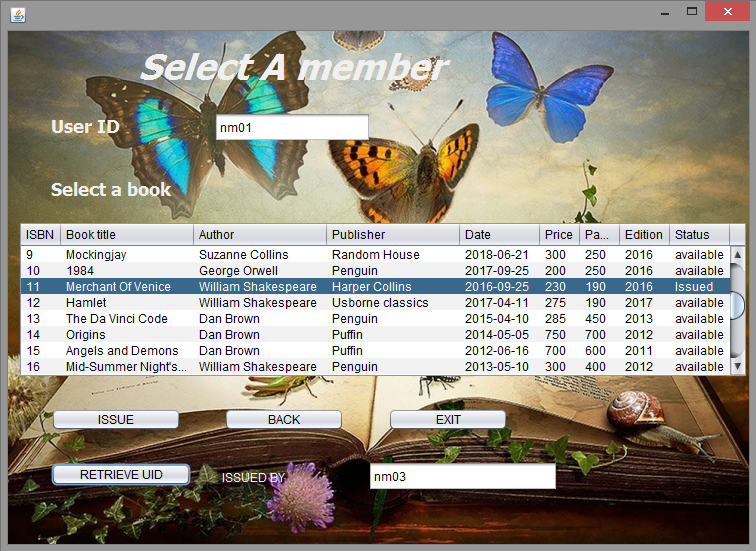 Select A member
User ID nm01
Select a book
ISBN Book title Author Publisher Date Price Pa... Edition Status
9 Mockingjay Suzanne Collins Random House 2018-06-21 300 250 2016 available
10 1984 George Orwell Penguin 2017-09-25 200 250 2016 available
11 Merchant Of Venice William Shakespeare Harper Collins 2016-09-25 230 190 2016 Issued
12 Hamlet William Shakespeare Usborne classics 2017-04-11 275 190 2017 available
13 The Da Vinci Code Dan Brown Penguin 2015-04-10 285 450 2013 available
14 Origins Dan Brown Puffin 2014-05-05 750 700 2012 available
15 Angels and Demons Dan Brown Puffin 2012-06-16 700 600 2011 available
16 Mid-Summer Night's... William Shakespeare Penguin 2013-05-10 300 400 2012 available
ISSUE BACK EXIT
RETRIEVE UID ISSUED BY nm03